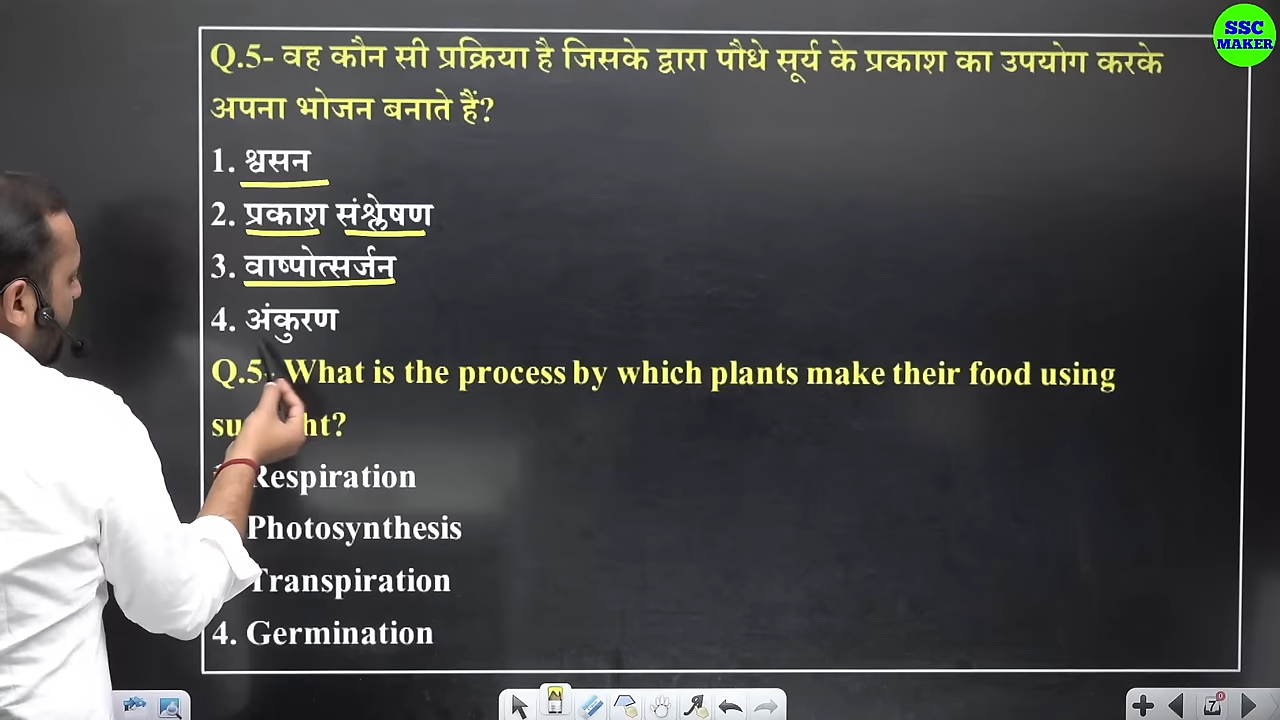 SSC
MAKER
Q.5- वह कौन सी प्रक्रिया है जिसके द्वारा पौधे सूर्य के प्रकाश का उपयोग करके
अपना भोजन बनाते हैं?
1. श्वसन
2. प्रकाश संश्लेषण
3. वाष्पोत्सर्जन
4. अंकुरण
Q.5- What is the process by which plants make their food using
Respiration
Photosynthesis
Transpiration
4. Germination